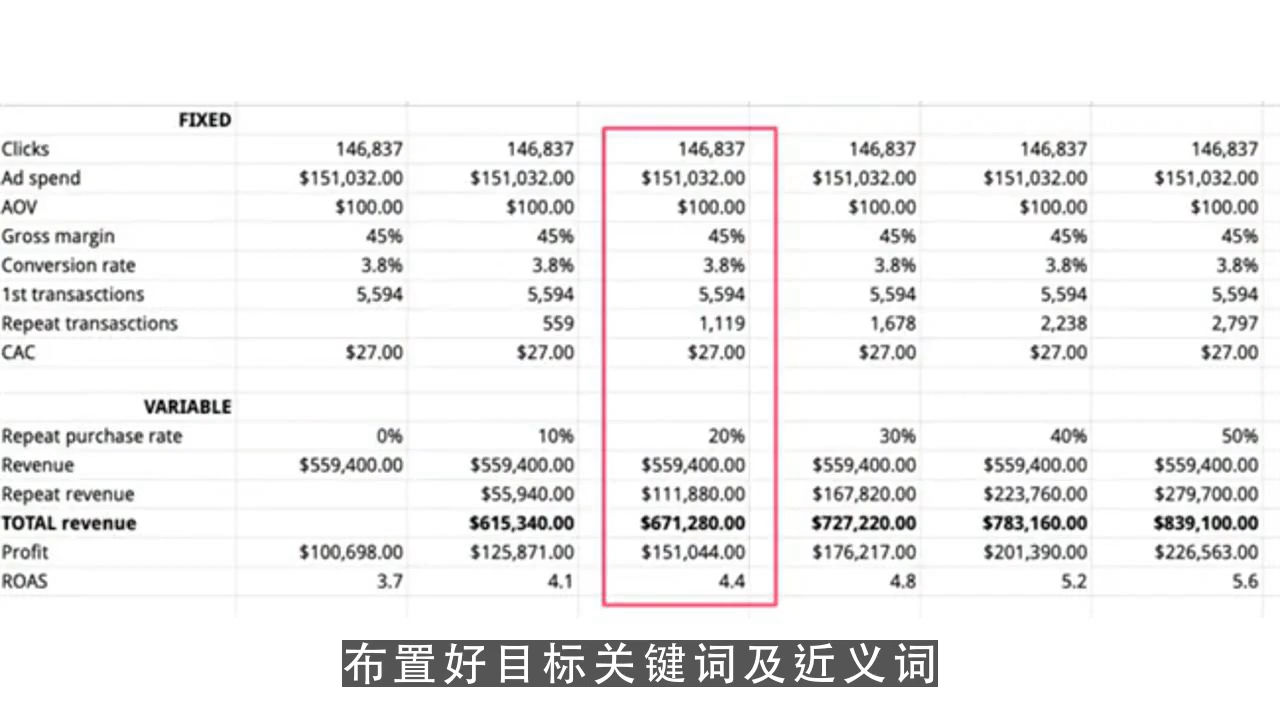 FIXED
Clicks 146,837 146,837 146,837 146,837 146,837 146,837
Ad spend $151,032.00 $151,032.00 $151,032.00 $151,032.00 $151,032.00 $151,032.00
AOV $100.00 $100.00 $100.00 $100.00 $100.00 $100.00
Gross margin 45% 45% 45% 45% 45% 45%
Conversion rate 3.8% 3.8% 3.8% 3.8% 3.8% 3.8%
1st transasctions 5,594 5,594 5,594 5,594 5,594 5,594
Repeat transasctions 559 1,119 1,678 2,238 2,797
CAC $27.00 $27.00 $27.00 $27.00 $27.00 $27.00
VARIABLE
Repeat purchase rate 0% 10% 20% 30% 40% 50%
Revenue $559,400.00 $559,400.00 $559,400.00 $559,400.00 $559,400.00 $559,400.00
Repeat revenue $55,940.00 $111,880.00 $167,820.00 $223,760.00 $279,700.00
TOTAL revenue $615,340.00 $671,280.00 $727,220.00 $783,160.00 $839,100.00
Profit $100,698.00 $125,871.00 $151,044.00 $176,217.00 $201,390.00 $226,563.00
ROAS 3.7 4.1 4.4 4.8 5.2 5.6
布置好目标关键词及近义词